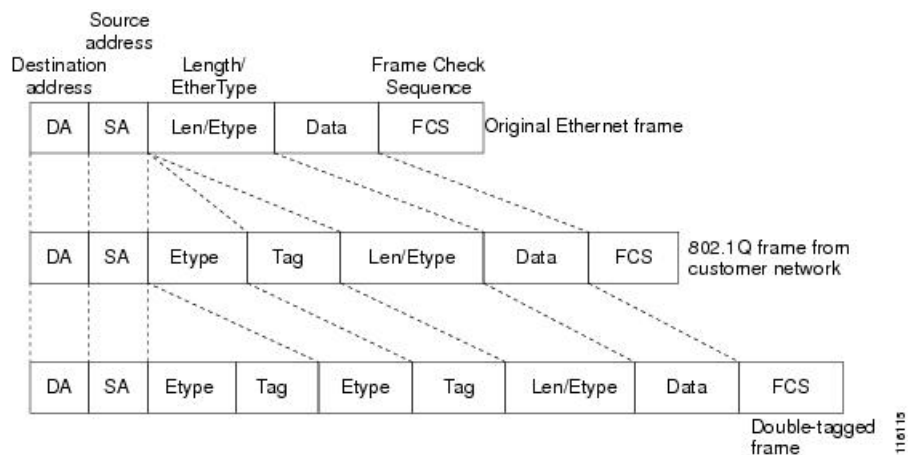 Source
address
Destination
address
Length/
EtherType
Frame Check
Sequence
DA SA Len/Etype Data FCS Original Ethernet frame
DA SA Etype Tag Len/Etype Data FCS 802.1Q frame from
customer network
DA SA Etype Tag Etype Tag Len/Etype Data FCS
Double-tagged
frame
116115